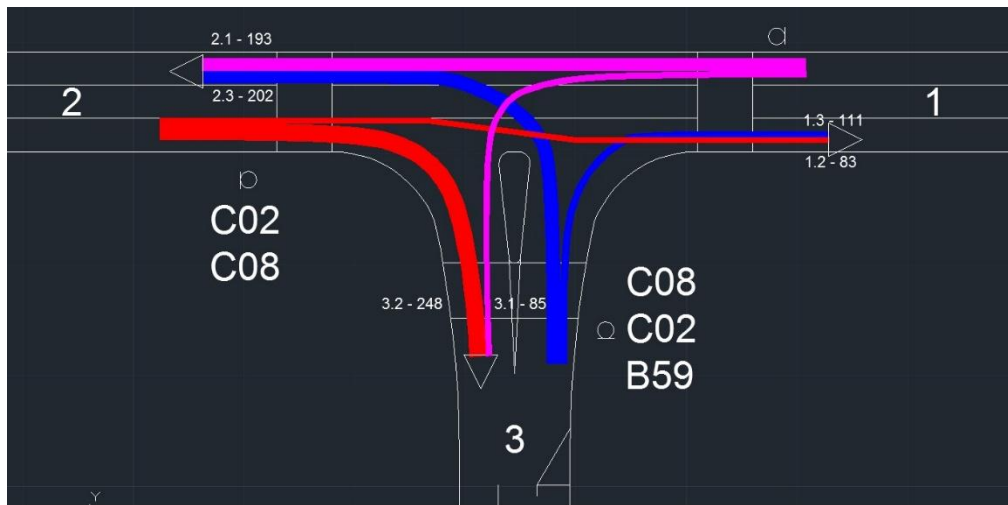 2.1 - 193
2.3 - 202
2
1
1.3 - 111
1.2 - 83
C02
C08
3.2 - 248
3.1 - 85
C08
C02
B59
3
Y